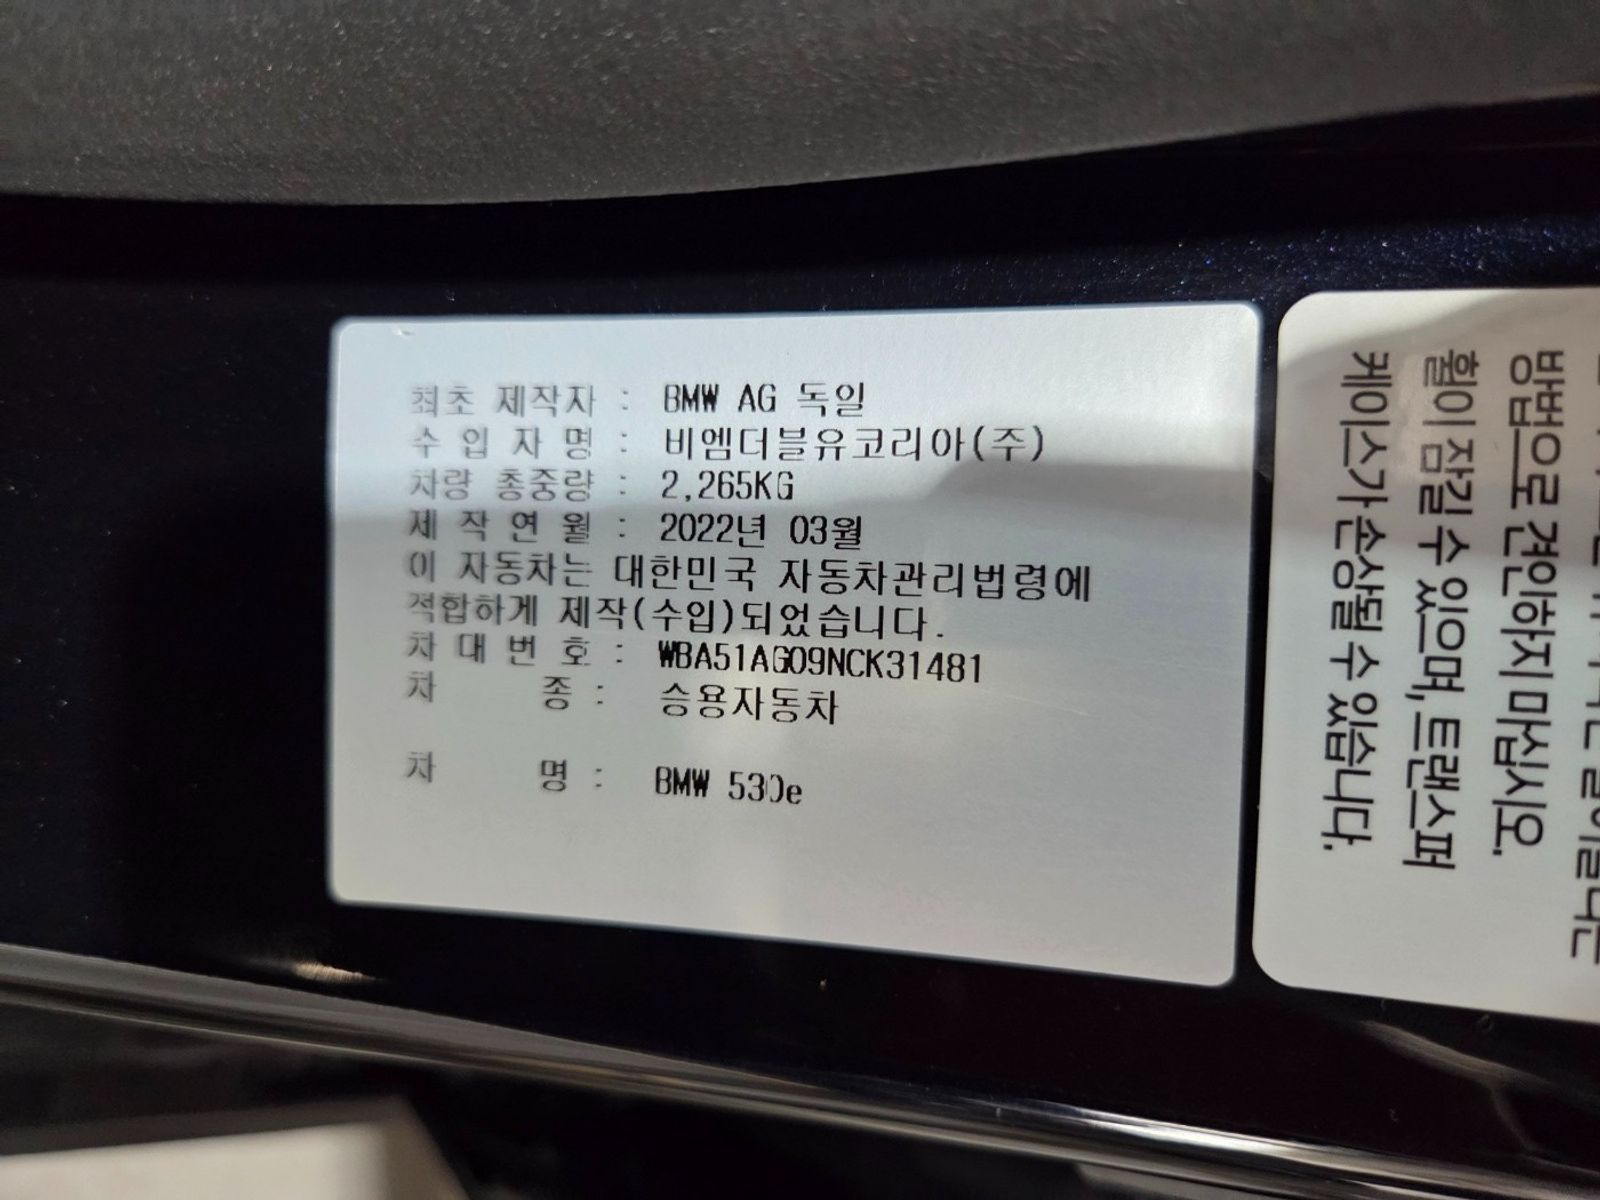 최초 제작자 : BMW AG 독일
수 입 자 명 : 비엠더블유코리아(주)
차량 총중량 : 2,265KG
제 작 연 월 : 2022년 03월
이 자동차는 대한민국 자동차관리법령에
적합하게 제작(수입)되었습니다.
차 대 번 호 : WBA51AG09NCK31481
차 종 : 승용자동차
차 명 : BMW 530e
방법으로 견인하지 마십시오.
휠이 잠길 수 있으며, 트랜스퍼
케이스가 손상될 수 있습니다.